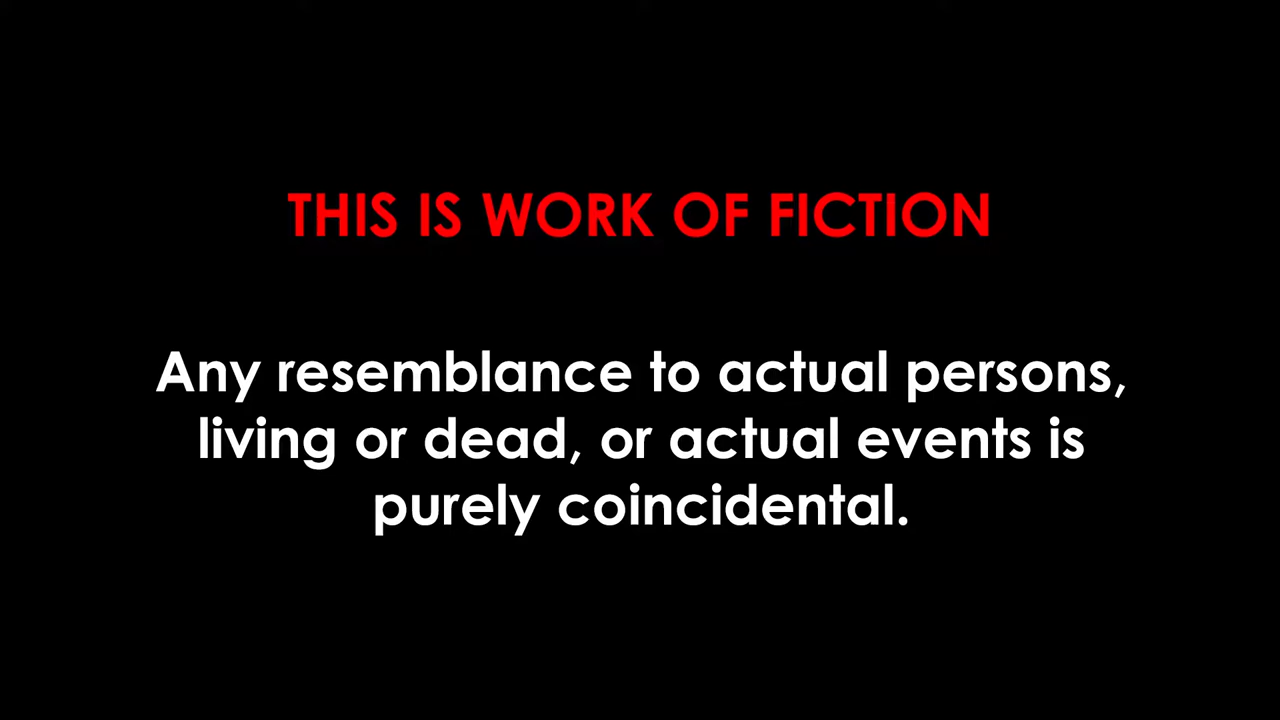 THIS IS WORK OF FICTION
Any resemblance to actual persons,
living or dead, or actual events is
purely coincidental.